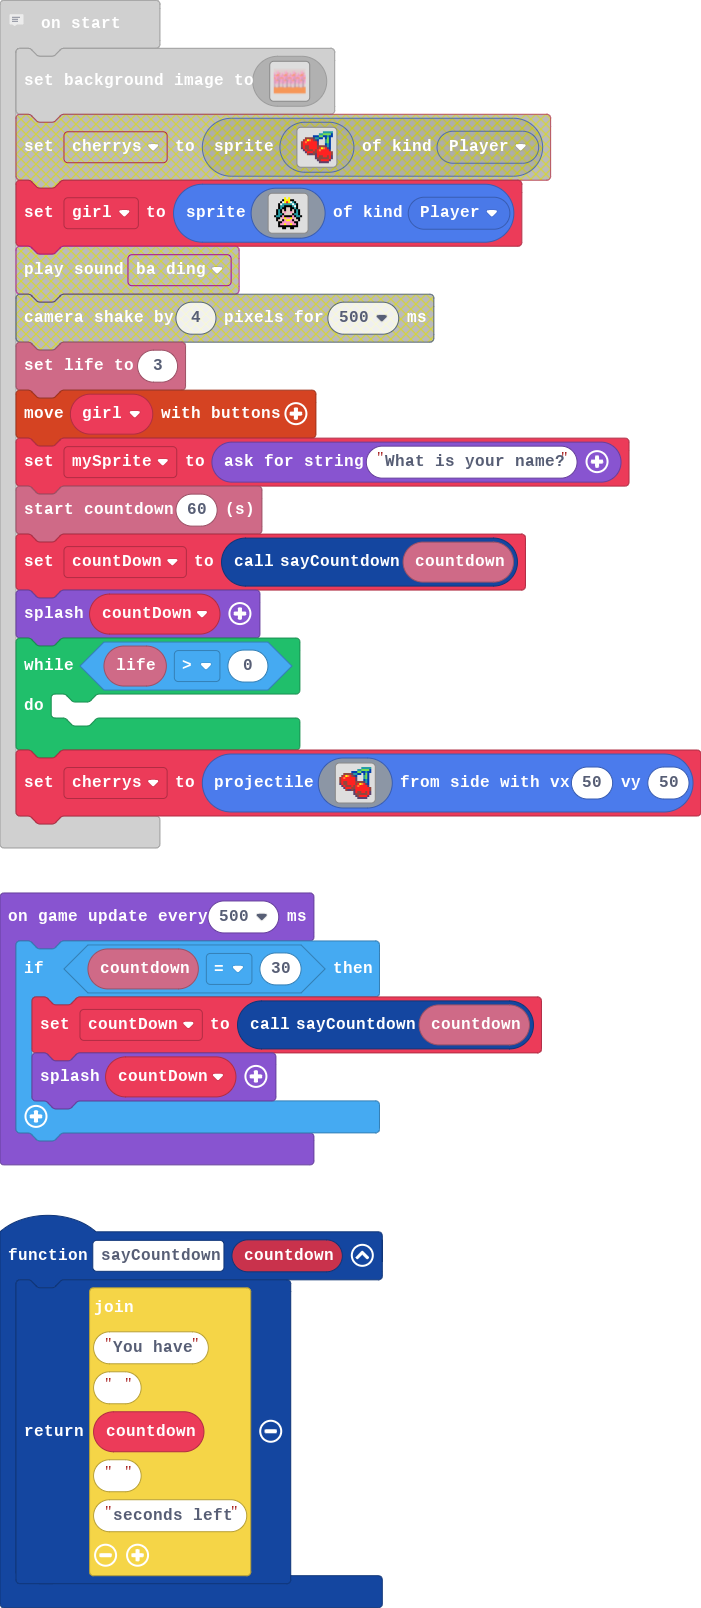 on start
set background image to
set cherrys to sprite of kind Player
set girl to sprite of kind Player
play sound ba ding
camera shake by 4 pixels for 500 ms
set life to 3
move girl with buttons
set mySprite to ask for string "What is your name?"
start countdown 60 (s)
set countDown to call sayCountdown countdown
splash countDown
while life > 0
do
set cherrys to projectile from side with vx 50 vy 50
on game update every 500 ms
if countdown = 30 then
set countDown to call sayCountdown countdown
splash countDown
function sayCountdown countdown
join
"You have"
" "
return countdown
" "
"seconds left"